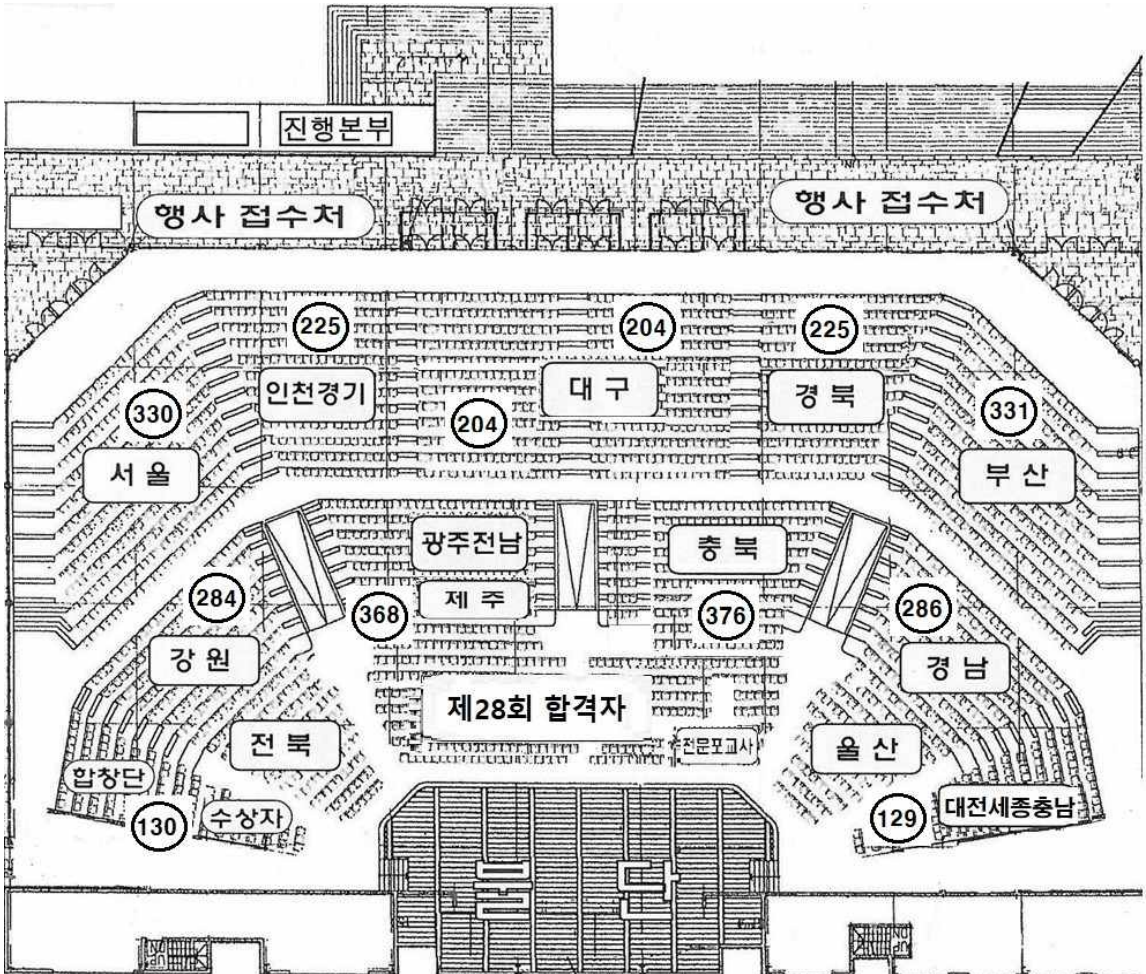 진행본부
행사 접수처
행사 접수처
225
204
225
인천경기
대 구
경 북
330
204
331
서 울
부 산
광주전남
충 북
284
제 주
286
368
376
강 원
경 남
제28회 합격자
전 북
전문포교사
울 산
합창단
대전세종충남
130
수상자
129